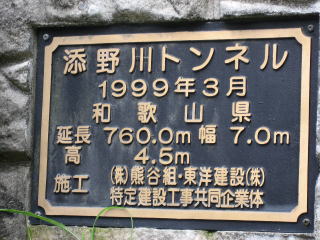 添野川トンネル
1999年3月
和歌山県
延長 760.0m 幅 7.0m
高 4.5m
施工 ㈱熊谷組・東洋建設㈱
特定建設工事共同企業体